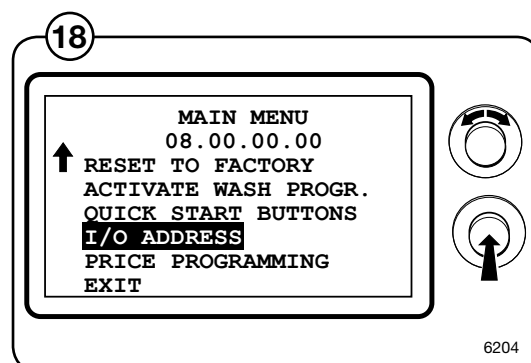 18
MAIN MENU
08.00.00.00
RESET TO FACTORY
ACTIVATE WASH PROGR.
QUICK START BUTTONS
I/O ADDRESS
PRICE PROGRAMMING
EXIT
6204